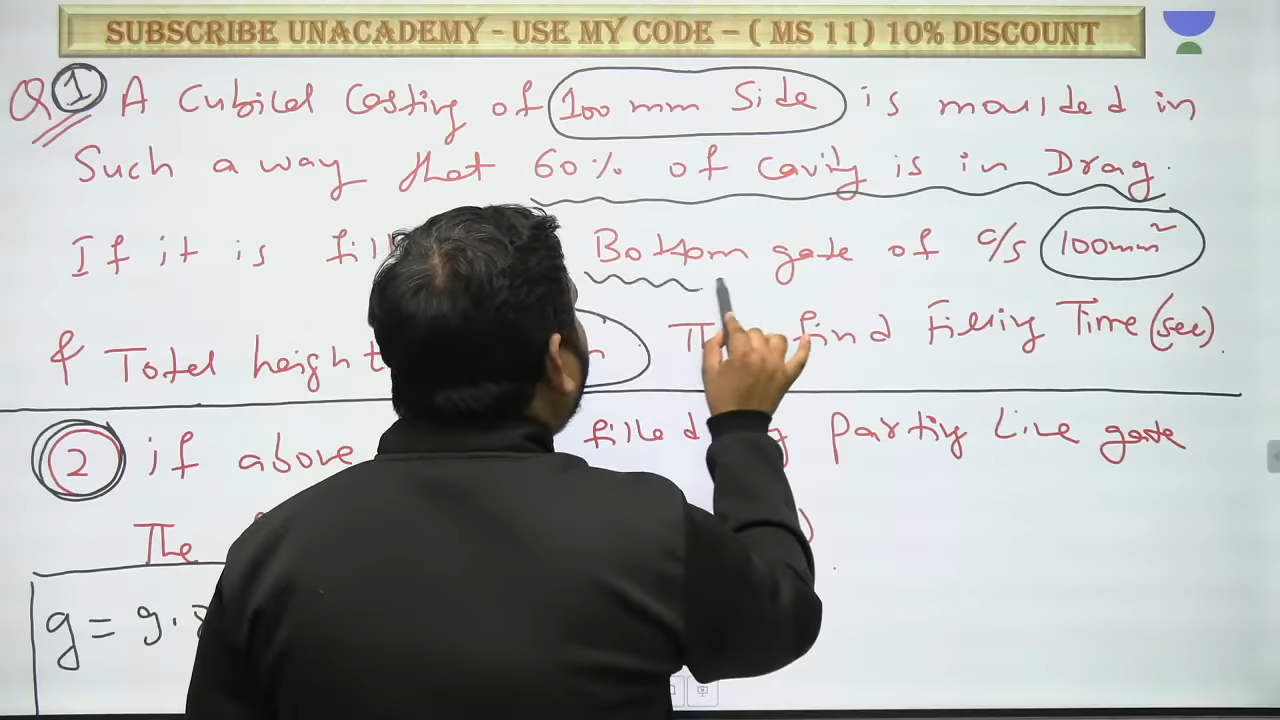 SUBSCRIBE UNACADEMY - USE MY CODE – ( MS 11) 10% DISCOUNT
Q 1 A Cubical Casting of 100 mm Side is moulded in
Such a way that 60% of cavity is in Drag.
If it is Bottom gate of c/s 100mm²
& Total height find Filling Time (sec).
2 if above filled parting Line gate
The
g = 9.